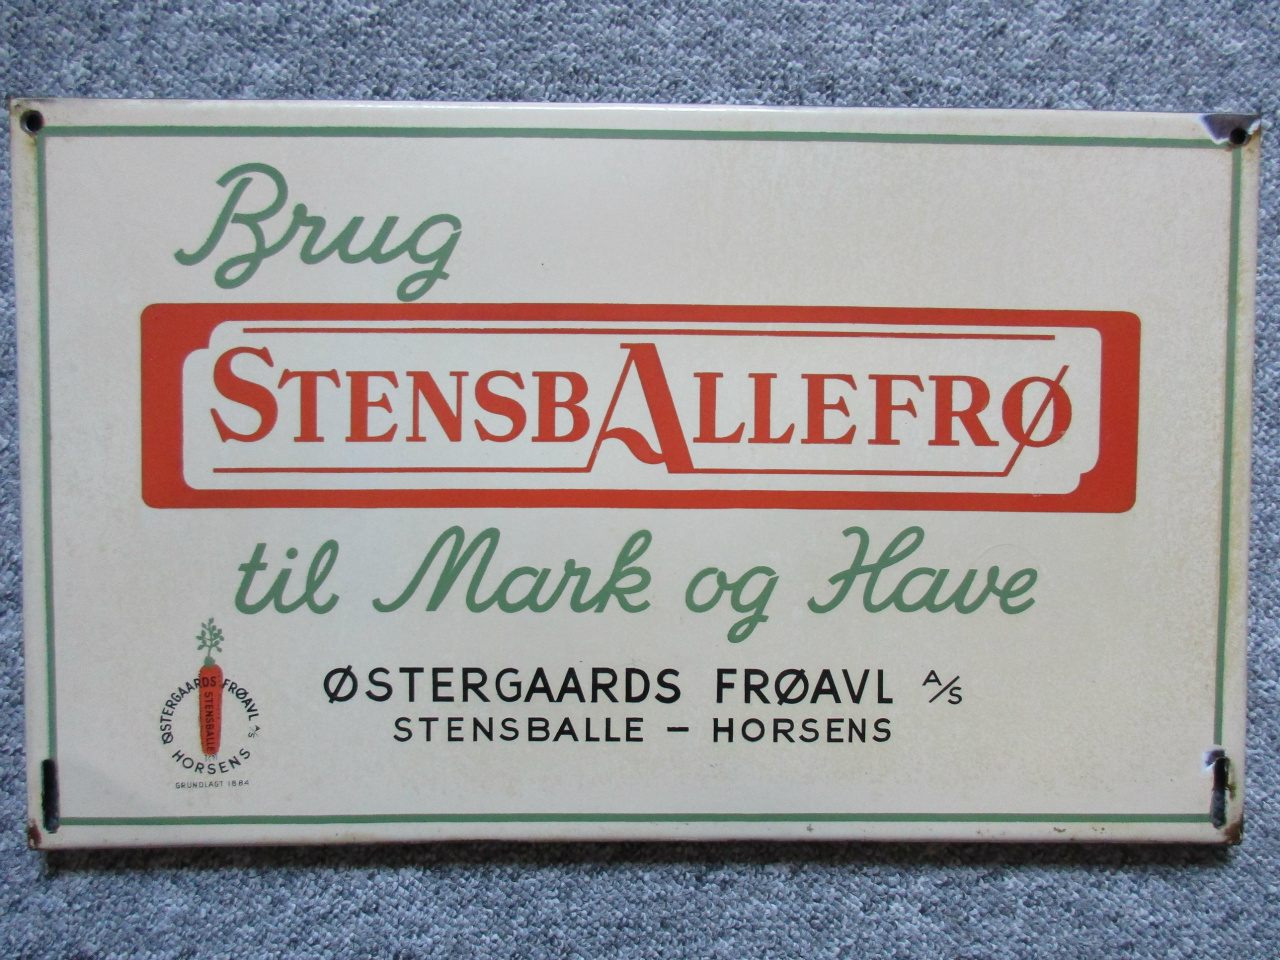 Brug
STENSBALLEFRØ
til Mark og Have
ØSTERGAARDS FRØAVL A/S
STENSBALLE – HORSENS
ØSTERGAARDS FRØAVL A/S
STENSBALLE
HORSENS
GRUNDLAGT 1884